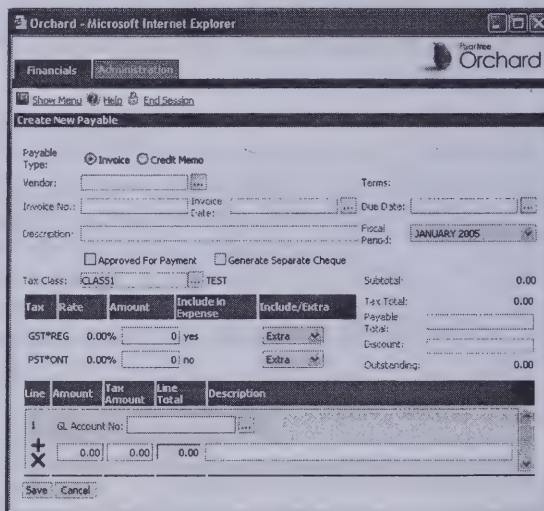 Orchard - Microsoft Internet Explorer
Peartree
Orchard
Financials Administration
Show Menu Help End Session
Create New Payable
Payable Type: Invoice Credit Memo
Vendor: ... Terms:
Invoice No.: Invoice Date: ... Due Date: ...
Description: Fiscal Period: JANUARY 2005
Approved For Payment Generate Separate Cheque
Tax Class: CLASS1 ... TEST Subtotal: 0.00
Tax Rate Amount Include in Expense Include/Extra
Tax Total: 0.00
Payable Total:
GST*REG 0.00% 0 yes Extra
Discount:
PST*ONT 0.00% 0 no Extra
Outstanding: 0.00
Line Amount Tax Amount Line Total Description
1 GL Account No: ...
0.00 0.00 0.00
Save Cancel